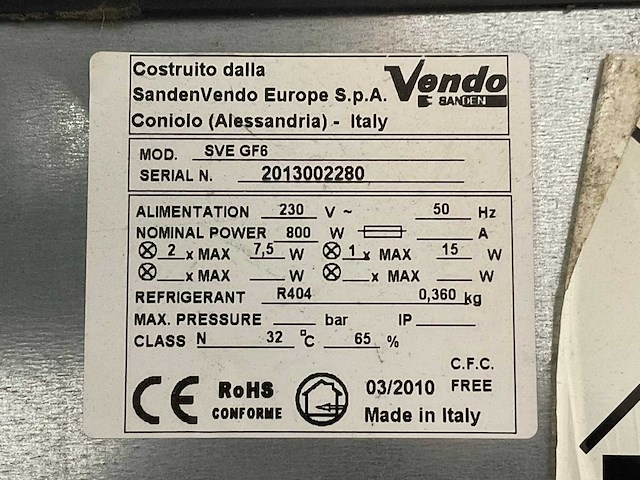 Costruito dalla
SandenVendo Europe S.p.A.
Coniolo (Alessandria) - Italy
Vendo
SANDEN
MOD. SVE GF6
SERIAL N. 2013002280
ALIMENTATION 230 V ~ 50 Hz
NOMINAL POWER 800 W A
2 x MAX 7,5 W 1 x MAX 15 W
x MAX W x MAX W
REFRIGERANT R404 0,360 kg
MAX. PRESSURE bar IP
CLASS N 32 °C 65 %
CE RoHS CONFORME 03/2010 C.F.C. FREE
Made in Italy